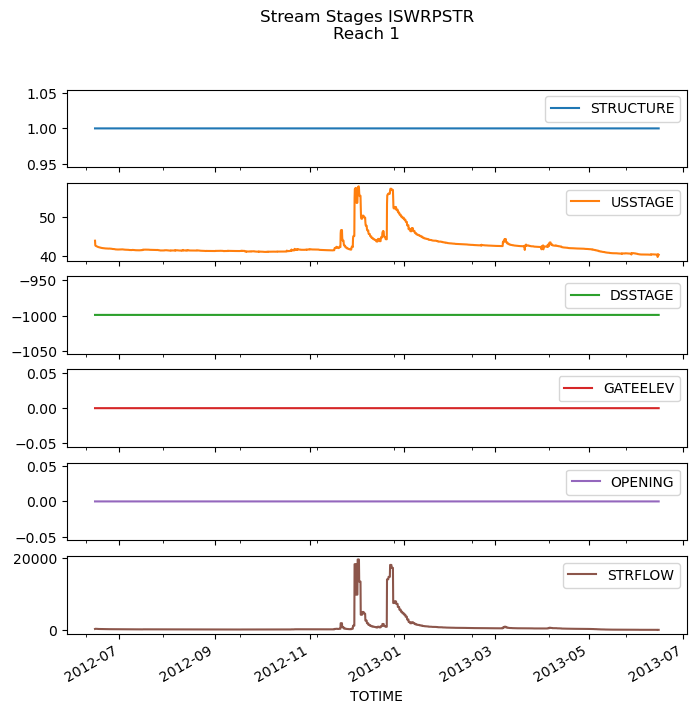 Stream Stages ISWRPSTR
Reach 1
1.05
1.00
0.95
STRUCTURE
50
40
USSTAGE
−950
−1000
−1050
DSSTAGE
0.05
0.00
−0.05
GATEELEV
0.05
0.00
−0.05
OPENING
20000
0
STRFLOW
2012-07
2012-09
2012-11
2013-01
2013-03
2013-05
2013-07
TOTIME